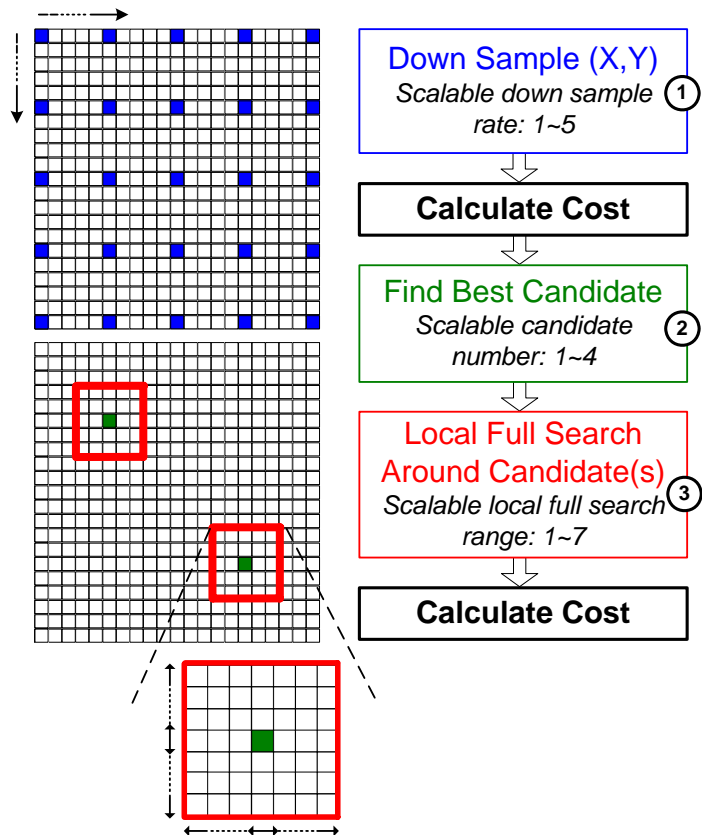 Down Sample (X,Y)
Scalable down sample
rate: 1~5
1
Calculate Cost
Find Best Candidate
Scalable candidate
number: 1~4
2
Local Full Search
Around Candidate(s)
Scalable local full search
range: 1~7
3
Calculate Cost